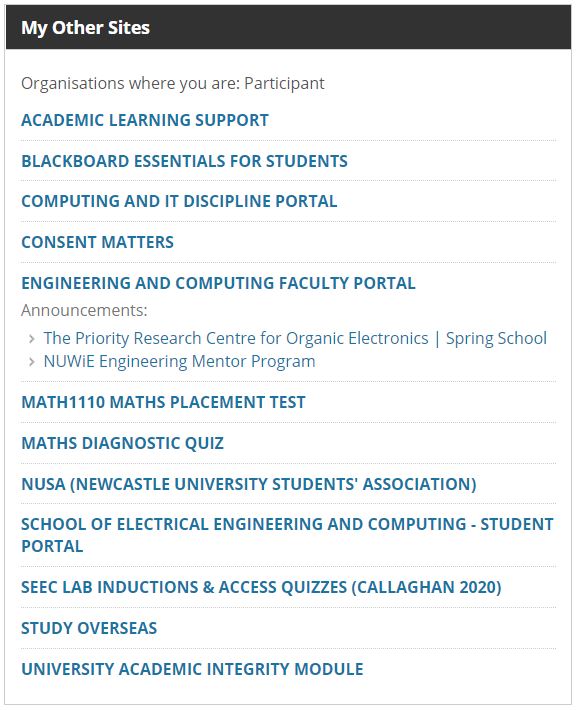 My Other Sites
Organisations where you are: Participant
ACADEMIC LEARNING SUPPORT
BLACKBOARD ESSENTIALS FOR STUDENTS
COMPUTING AND IT DISCIPLINE PORTAL
CONSENT MATTERS
ENGINEERING AND COMPUTING FACULTY PORTAL
Announcements:
The Priority Research Centre for Organic Electronics | Spring School
NUWiE Engineering Mentor Program
MATH1110 MATHS PLACEMENT TEST
MATHS DIAGNOSTIC QUIZ
NUSA (NEWCASTLE UNIVERSITY STUDENTS' ASSOCIATION)
SCHOOL OF ELECTRICAL ENGINEERING AND COMPUTING - STUDENT
PORTAL
SEEC LAB INDUCTIONS & ACCESS QUIZZES (CALLAGHAN 2020)
STUDY OVERSEAS
UNIVERSITY ACADEMIC INTEGRITY MODULE